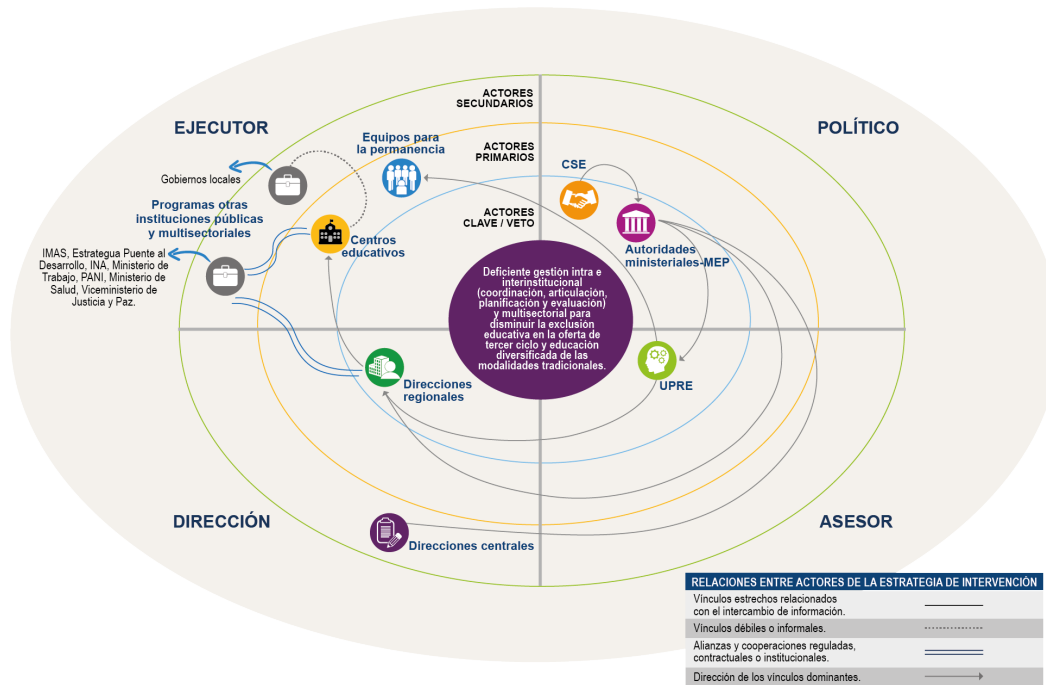 ACTORES
SECUNDARIOS
EJECUTOR
POLÍTICO
Equipos para
la permanencia
ACTORES
PRIMARIOS
CSE
Gobiernos locales
Programas otras
instituciones públicas
y multisectoriales
ACTORES
CLAVE / VETO
Centros
educativos
Autoridades
ministeriales-MEP
IMAS, Estrategua Puente al
Desarrollo, INA, Ministerio de
Trabajo, PANI, Ministerio de
Salud, Viceministerio de
Justicia y Paz.
Deficiente gestión intra e
interinstitucional
(coordinación, articulación,
planificación y evaluación)
y multisectorial para
disminuir la exclusión
educativa en la oferta de
tercer ciclo y educación
diversificada de las
modalidades tradicionales.
Direcciones
regionales
UPRE
DIRECCIÓN
ASESOR
Direcciones centrales
RELACIONES ENTRE ACTORES DE LA ESTRATEGIA DE INTERVENCIÓN
Vínculos estrechos relacionados
con el intercambio de información.
Vínculos débiles o informales.
Alianzas y cooperaciones reguladas,
contractuales o institucionales.
Dirección de los vínculos dominantes.